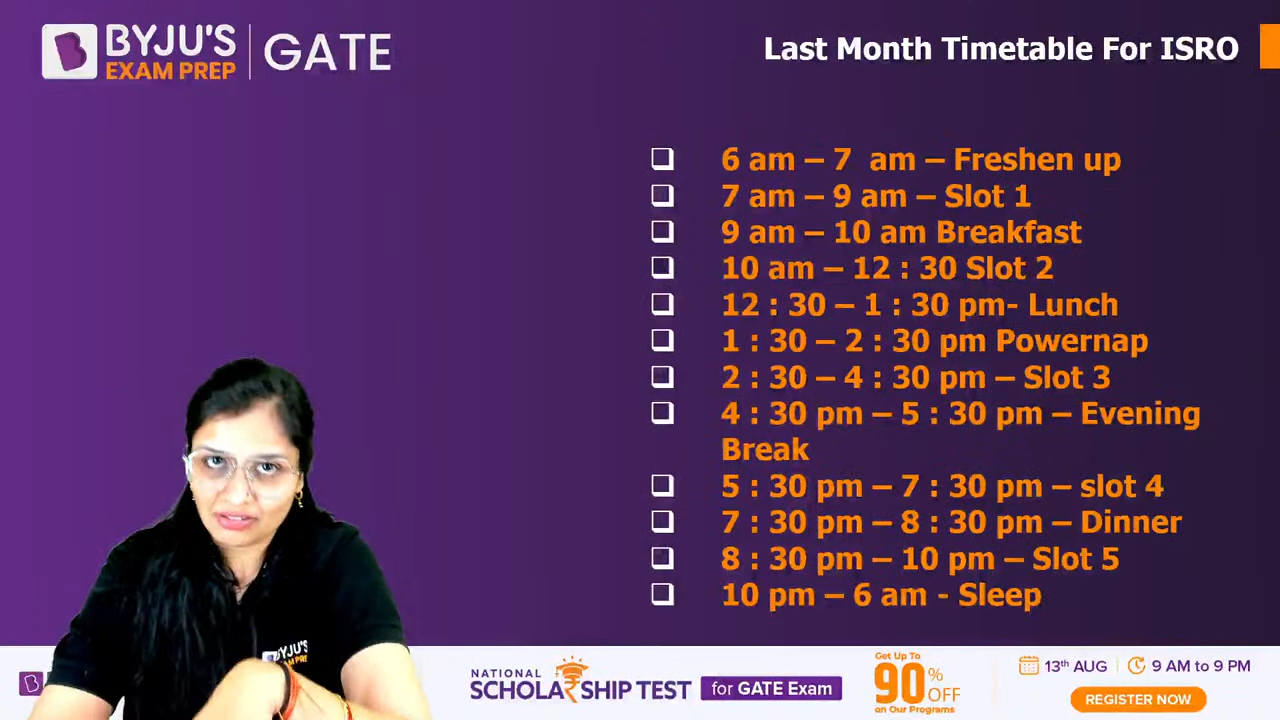 BYJU'S
EXAM PREP
GATE
Last Month Timetable For ISRO
6 am – 7 am – Freshen up
7 am – 9 am – Slot 1
9 am – 10 am Breakfast
10 am – 12 : 30 Slot 2
12 : 30 – 1 : 30 pm- Lunch
1 : 30 – 2 : 30 pm Powernap
2 : 30 – 4 : 30 pm – Slot 3
4 : 30 pm – 5 : 30 pm – Evening
Break
5 : 30 pm – 7 : 30 pm – slot 4
7 : 30 pm – 8 : 30 pm – Dinner
8 : 30 pm – 10 pm – Slot 5
10 pm – 6 am - Sleep
BYJU'S
NATIONAL
SCHOLARSHIP TEST
for GATE Exam
Get Up To
90% OFF
on Our Programs
13th AUG
9 AM to 9 PM
REGISTER NOW